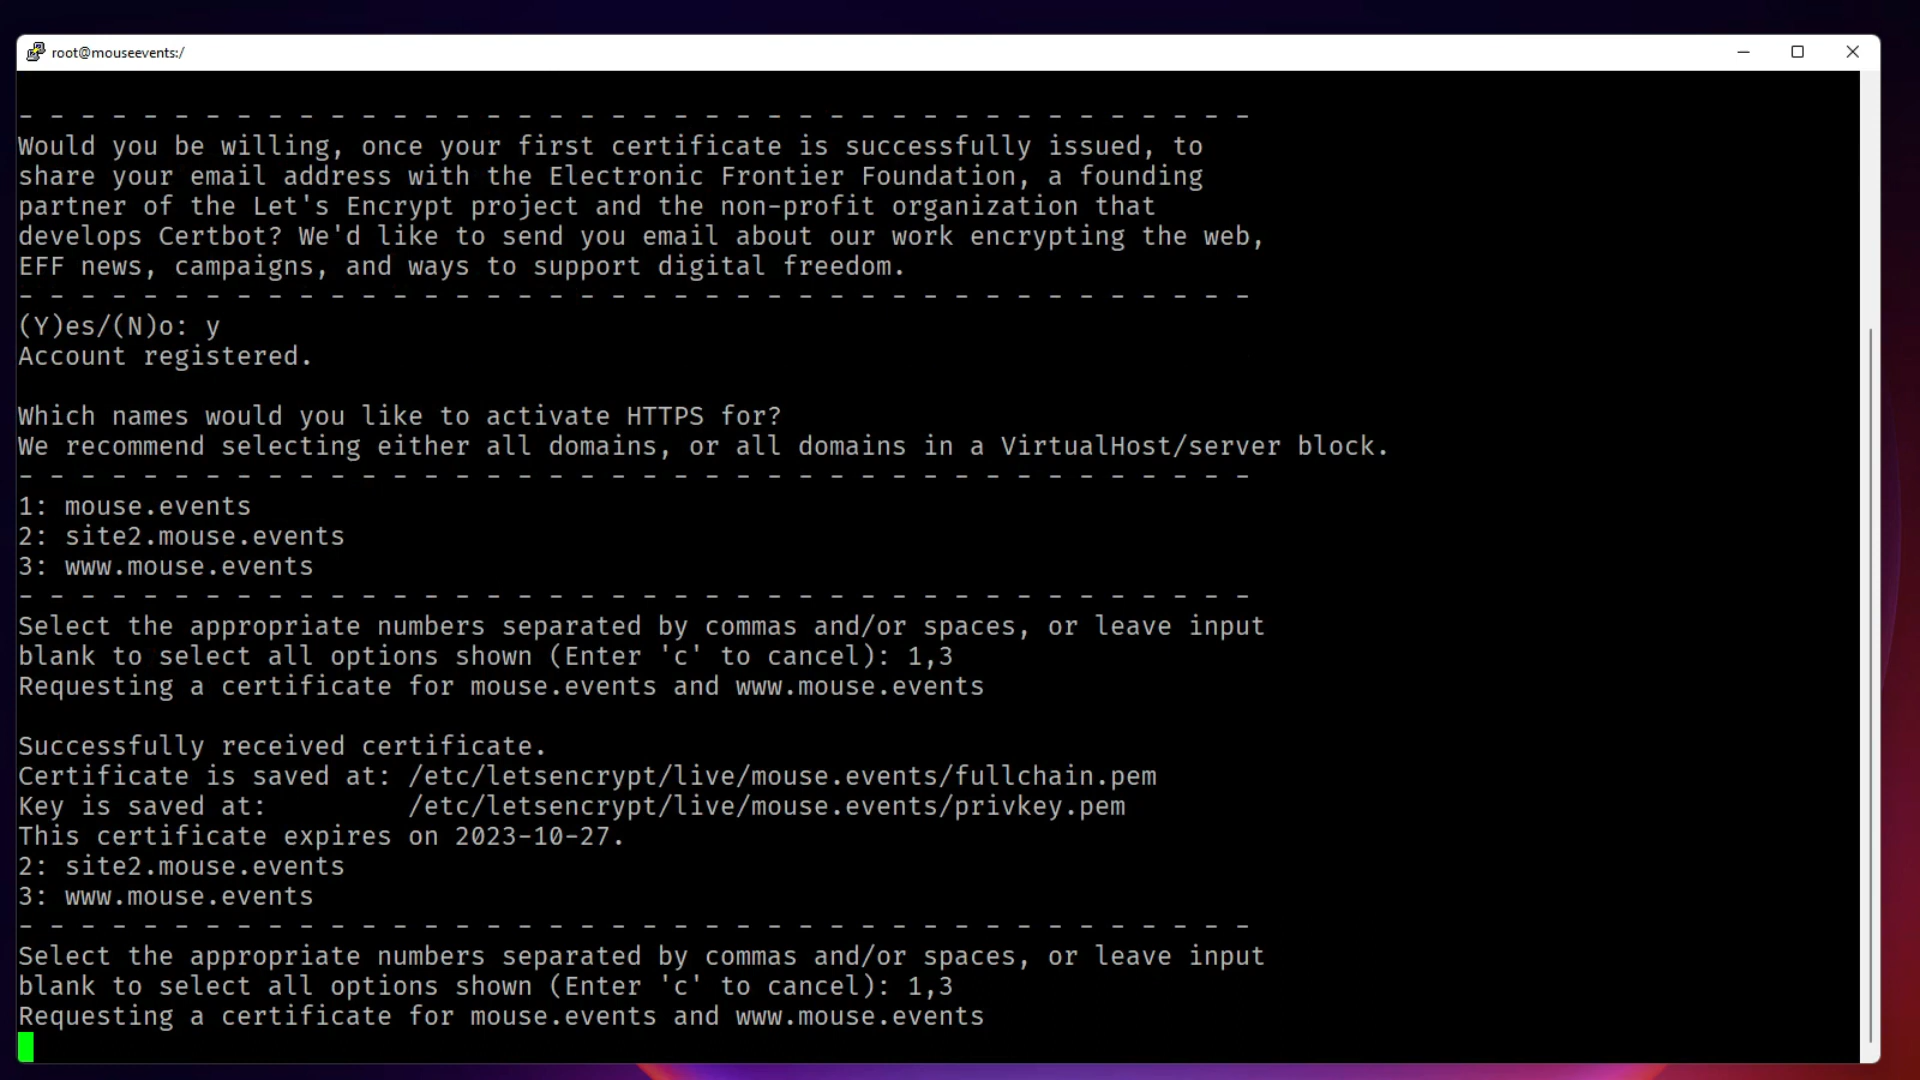 root@mouseevents:/
- - - - - - - - - - - - - - - - - - - - - - - - - - - - - - - - - - - - - - - -
Would you be willing, once your first certificate is successfully issued, to
share your email address with the Electronic Frontier Foundation, a founding
partner of the Let's Encrypt project and the non-profit organization that
develops Certbot? We'd like to send you email about our work encrypting the web,
EFF news, campaigns, and ways to support digital freedom.
- - - - - - - - - - - - - - - - - - - - - - - - - - - - - - - - - - - - - - - -
(Y)es/(N)o: y
Account registered.
Which names would you like to activate HTTPS for?
We recommend selecting either all domains, or all domains in a VirtualHost/server block.
- - - - - - - - - - - - - - - - - - - - - - - - - - - - - - - - - - - - - - - -
1: mouse.events
2: site2.mouse.events
3: www.mouse.events
- - - - - - - - - - - - - - - - - - - - - - - - - - - - - - - - - - - - - - - -
Select the appropriate numbers separated by commas and/or spaces, or leave input
blank to select all options shown (Enter 'c' to cancel): 1,3
Requesting a certificate for mouse.events and www.mouse.events
Successfully received certificate.
Certificate is saved at: /etc/letsencrypt/live/mouse.events/fullchain.pem
Key is saved at:         /etc/letsencrypt/live/mouse.events/privkey.pem
This certificate expires on 2023-10-27.
2: site2.mouse.events
3: www.mouse.events
- - - - - - - - - - - - - - - - - - - - - - - - - - - - - - - - - - - - - - - -
Select the appropriate numbers separated by commas and/or spaces, or leave input
blank to select all options shown (Enter 'c' to cancel): 1,3
Requesting a certificate for mouse.events and www.mouse.events